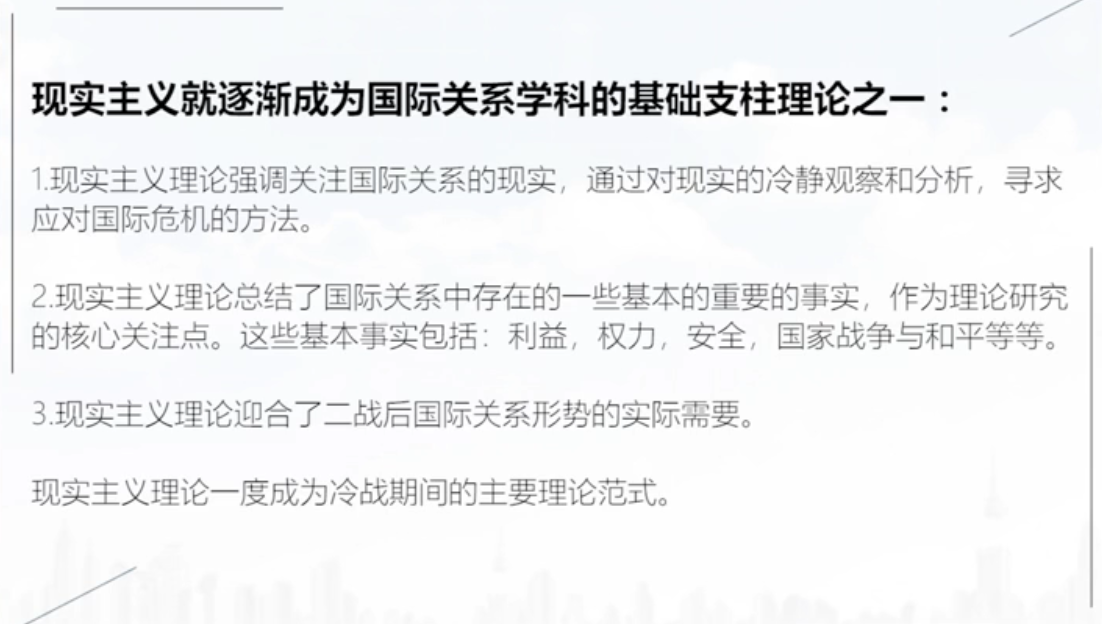 现实主义就逐渐成为国际关系学科的基础支柱理论之一：
1.现实主义理论强调关注国际关系的现实，通过对现实的冷静观察和分析，寻求
应对国际危机的方法。
2.现实主义理论总结了国际关系中存在的一些基本的重要的事实，作为理论研究
的核心关注点。这些基本事实包括：利益，权力，安全，国家战争与和平等等。
3.现实主义理论迎合了二战后国际关系形势的实际需要。
现实主义理论一度成为冷战期间的主要理论范式。